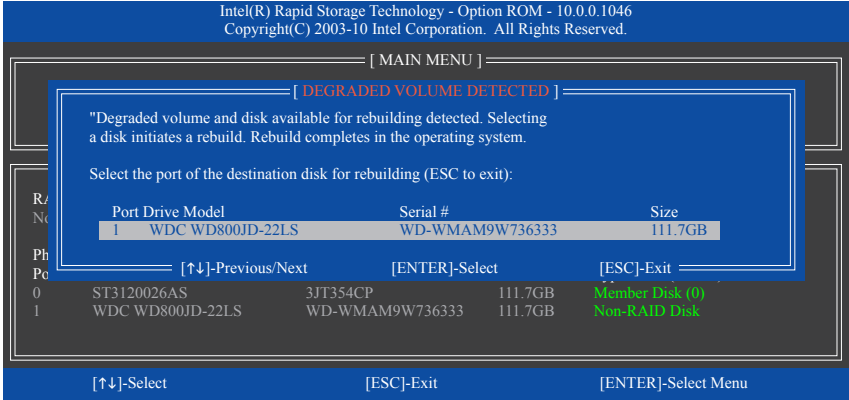 Intel(R) Rapid Storage Technology - Option ROM - 10.0.0.1046
Copyright(C) 2003-10 Intel Corporation. All Rights Reserved.
[ MAIN MENU ]
[ DEGRADED VOLUME DETECTED ]
"Degraded volume and disk available for rebuilding detected. Selecting
a disk initiates a rebuild. Rebuild completes in the operating system.
Select the port of the destination disk for rebuilding (ESC to exit):
Port Drive Model Serial # Size
1 WDC WD800JD-22LS WD-WMAM9W736333 111.7GB
[↑↓]-Previous/Next [ENTER]-Select [ESC]-Exit
0 ST3120026AS 3JT354CP 111.7GB Member Disk (0)
1 WDC WD800JD-22LS WD-WMAM9W736333 111.7GB Non-RAID Disk
[↑↓]-Select [ESC]-Exit [ENTER]-Select Menu